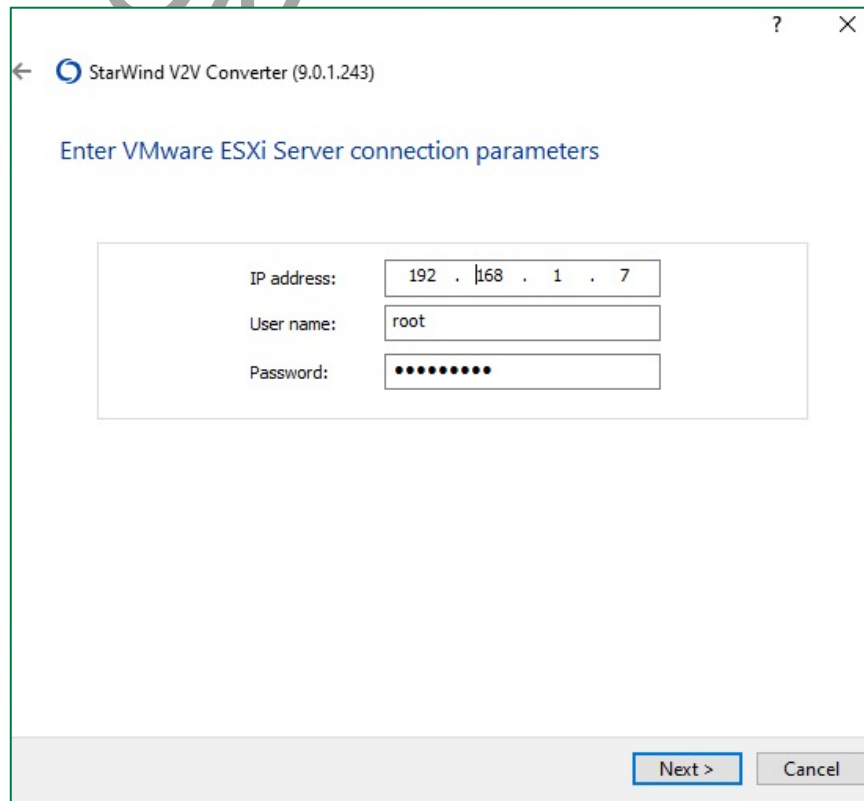 ?
StarWind V2V Converter (9.0.1.243)
Enter VMware ESXi Server connection parameters
IP address: 192 . 168 . 1 . 7
User name: root
Password: •••••••••
Next > Cancel